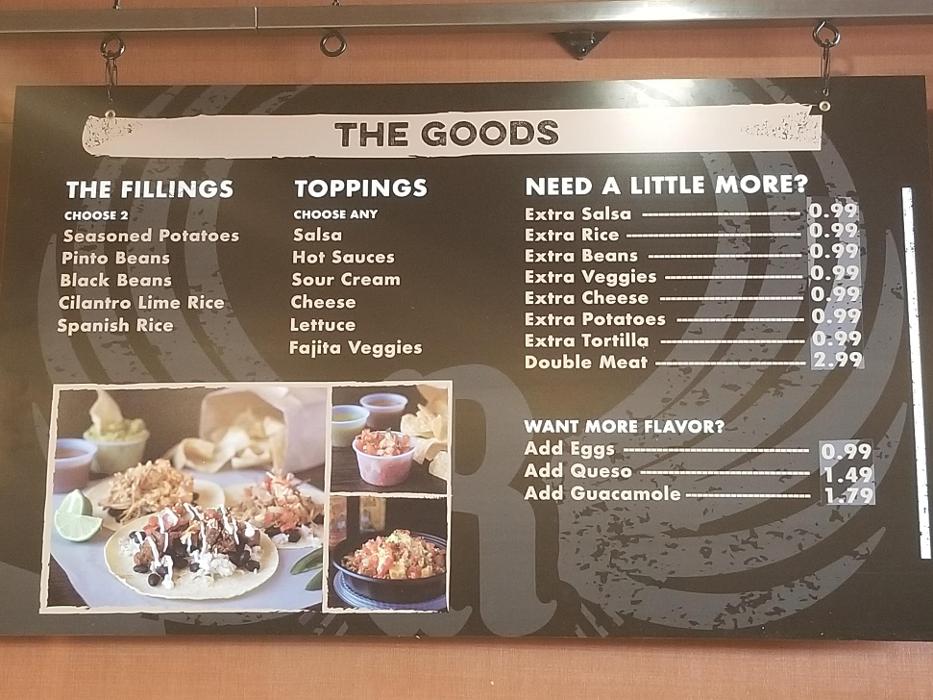 THE GOODS
THE FILLINGS
CHOOSE 2
Seasoned Potatoes
Pinto Beans
Black Beans
Cilantro Lime Rice
Spanish Rice
TOPPINGS
CHOOSE ANY
Salsa
Hot Sauces
Sour Cream
Cheese
Lettuce
Fajita Veggies
NEED A LITTLE MORE?
Extra Salsa 0.99
Extra Rice 0.99
Extra Beans 0.99
Extra Veggies 0.99
Extra Cheese 0.99
Extra Potatoes 0.99
Extra Tortilla 0.99
Double Meat 2.99
WANT MORE FLAVOR?
Add Eggs 0.99
Add Queso 1.49
Add Guacamole 1.79
R